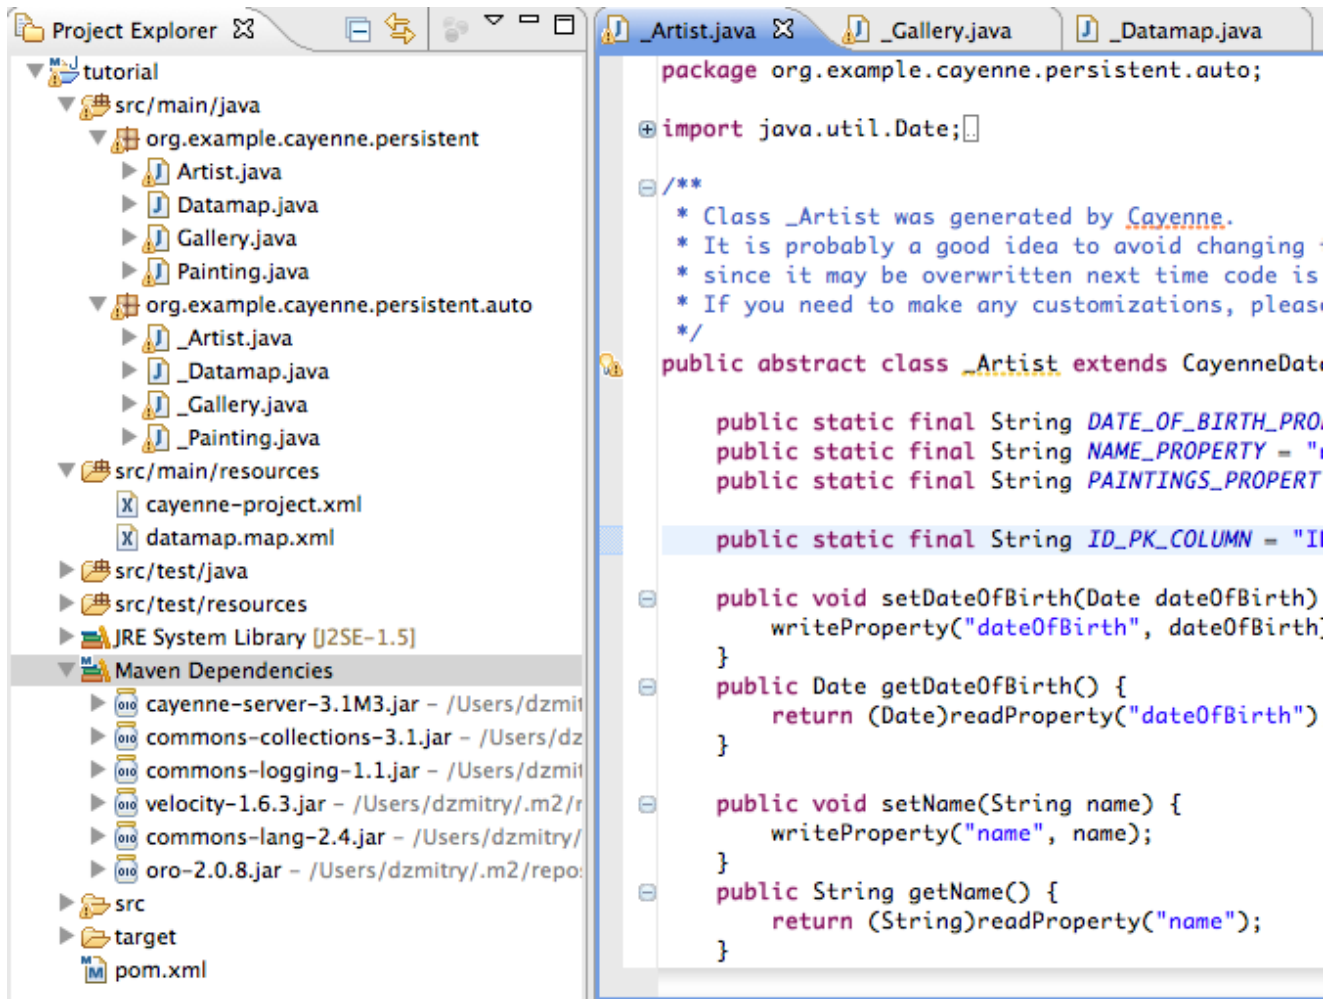 Project Explorer
tutorial
src/main/java
org.example.cayenne.persistent
Artist.java
Datamap.java
Gallery.java
Painting.java
org.example.cayenne.persistent.auto
_Artist.java
_Datamap.java
_Gallery.java
_Painting.java
src/main/resources
cayenne-project.xml
datamap.map.xml
src/test/java
src/test/resources
JRE System Library [J2SE-1.5]
Maven Dependencies
cayenne-server-3.1M3.jar – /Users/dzmit
commons-collections-3.1.jar – /Users/dz
commons-logging-1.1.jar – /Users/dzmit
velocity-1.6.3.jar – /Users/dzmitry/.m2/r
commons-lang-2.4.jar – /Users/dzmitry/
oro-2.0.8.jar – /Users/dzmitry/.m2/repo
src
target
pom.xml
_Artist.java _Gallery.java _Datamap.java
package org.example.cayenne.persistent.auto;
import java.util.Date;
/**
* Class _Artist was generated by Cayenne.
* It is probably a good idea to avoid changing
* since it may be overwritten next time code is
* If you need to make any customizations, please
*/
public abstract class _Artist extends CayenneDat
public static final String DATE_OF_BIRTH_PRO
public static final String NAME_PROPERTY = "
public static final String PAINTINGS_PROPERT
public static final String ID_PK_COLUMN = "I
public void setDateOfBirth(Date dateOfBirth)
writeProperty("dateOfBirth", dateOfBirth
}
public Date getDateOfBirth() {
return (Date)readProperty("dateOfBirth")
}
public void setName(String name) {
writeProperty("name", name);
}
public String getName() {
return (String)readProperty("name");
}